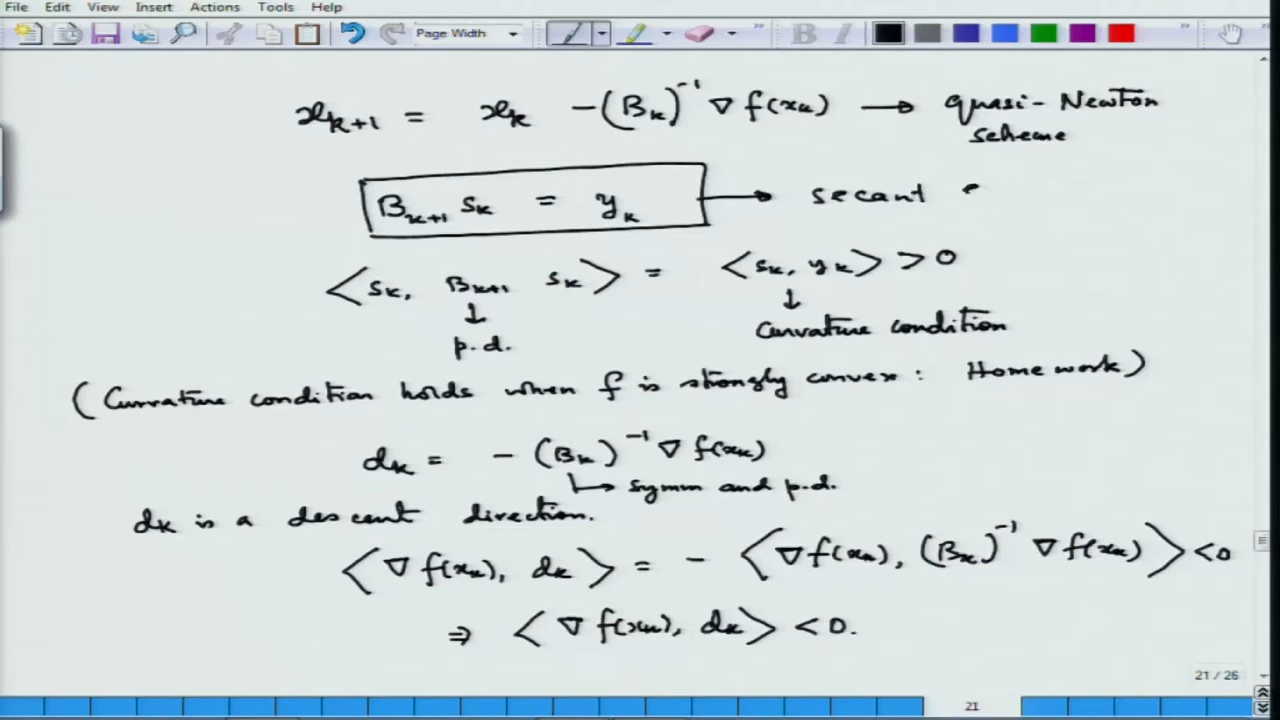 File Edit View Insert Actions Tools Help
Page Width
x_{k+1} = x_k - (B_k)^{-1} ∇ f(x_k) → quasi-Newton scheme
B_{k+1} s_k = y_k → secant
⟨s_k, B_{k+1} s_k⟩ = ⟨s_k, y_k⟩ > 0
↓ p.d. ↓ Curvature condition
(Curvature condition holds when f is strongly convex : Homework)
d_k = - (B_k)^{-1} ∇ f(x_k)
↳ symm and p.d.
d_k is a descent direction.
⟨∇ f(x_k), d_k⟩ = - ⟨∇ f(x_k), (B_k)^{-1} ∇ f(x_k)⟩ < 0
⇒ ⟨∇ f(x_k), d_k⟩ < 0.
21 / 26
21